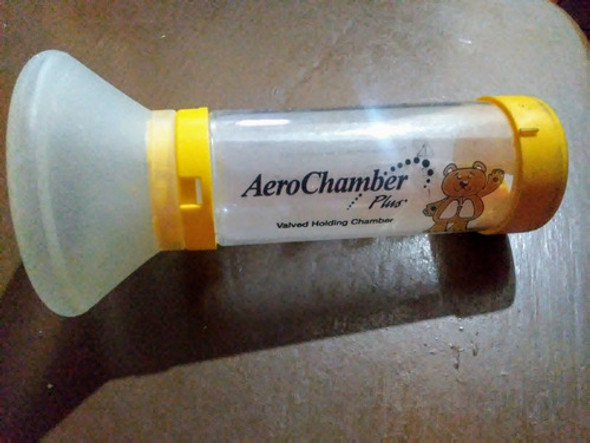 AeroChamber
Plus
Valved Holding Chamber